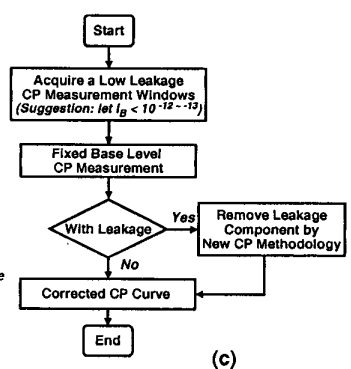 Start
Acquire a Low Leakage
CP Measurement Windows
(Suggestion: let I_B < 10^-12 ~ -13)
Fixed Base Level
CP Measurement
With Leakage
Yes
Remove Leakage
Component by
New CP Methodology
No
e
Corrected CP Curve
End
(c)